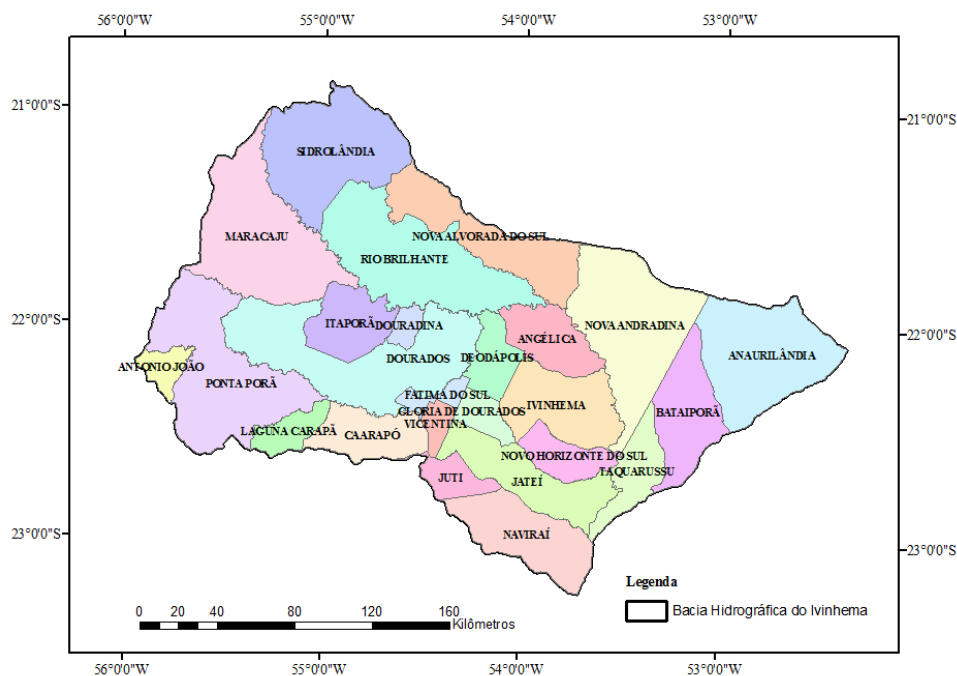 56°0'0"W 55°0'0"W 54°0'0"W 53°0'0"W
21°0'0"S
21°0'0"S
SIDROLÂNDIA
MARACAJU
NOVA ALVORADA DO SUL
RIO BRILHANTE
22°0'0"S
22°0'0"S
ITAPORÃ
DOURADINA
NOVA ANDRADINA
ANGÉLICA
DOURADOS
DEODÁPOLIS
ANAURILÂNDIA
ANTONIO JOÃO
PONTA PORÃ
FÁTIMA DO SUL
IVINHEMA
GLORIA DE DOURADOS
BATAIPORÃ
VICENTINA
LAGUNA CARAPÃ
CAARAPÓ
NOVO HORIZONTE DO SUL
TAQUARUSSU
JUTI
JATEÍ
23°0'0"S
NAVIRAÍ
23°0'0"S
Legenda
Bacia Hidrográfica do Ivinhema
0 20 40 80 120 160
Kilômetros
56°0'0"W 55°0'0"W 54°0'0"W 53°0'0"W